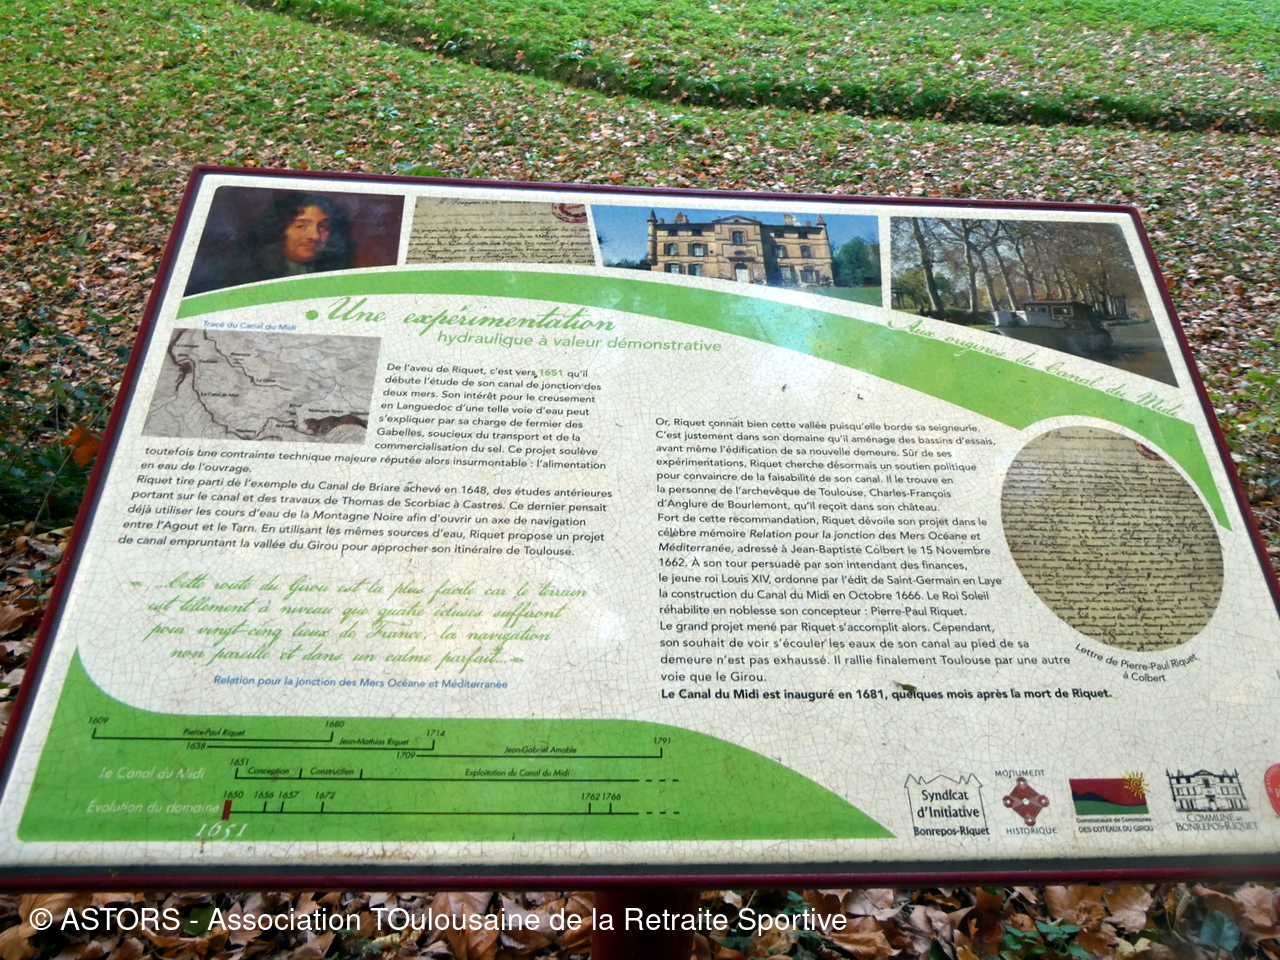 Une expérimentation
hydraulique à valeur démonstrative
Aux origines du Canal du Midi
Tracé du Canal du Midi
De l'aveu de Riquet, c'est vers 1651 qu'il
débute l'étude de son canal de jonction des
deux mers. Son intérêt pour le creusement
en Languedoc d'une telle voie d'eau peut
s'expliquer par sa charge de fermier des
Gabelles, soucieux du transport et de la
commercialisation du sel. Ce projet soulève
toutefois une contrainte technique majeure réputée alors insurmontable : l'alimentation
en eau de l'ouvrage.
Riquet tire parti de l'exemple du Canal de Briare achevé en 1648, des études antérieures
portant sur le canal et des travaux de Thomas de Scorbiac à Castres. Ce dernier pensait
déjà utiliser les cours d'eau de la Montagne Noire afin d'ouvrir un axe de navigation
entre l'Agout et le Tarn. En utilisant les mêmes sources d'eau, Riquet propose un projet
de canal empruntant la vallée du Girou pour approcher son itinéraire de Toulouse.
« ...Cette route du Girou est la plus facile car le terrain
est tellement à niveau que quatre écluses suffiront
pour vingt-cinq lieux de France, la navigation
non pareille et dans un calme parfait... »
Relation pour la jonction des Mers Océane et Méditerranée
Or, Riquet connait bien cette vallée puisqu'elle borde sa seigneurie.
C'est justement dans son domaine qu'il aménage des bassins d'essais,
avant même l'édification de sa nouvelle demeure. Sûr de ses
expérimentations, Riquet cherche désormais un soutien politique
pour convaincre de la faisabilité de son canal. Il le trouve en
la personne de l'archevêque de Toulouse, Charles-François
d'Anglure de Bourlemont, qu'il reçoit dans son château.
Fort de cette recommandation, Riquet dévoile son projet dans le
célèbre mémoire Relation pour la jonction des Mers Océane et
Méditerranée, adressé à Jean-Baptiste Colbert le 15 Novembre
1662. À son tour persuadé par son intendant des finances,
le jeune roi Louis XIV, ordonne par l'édit de Saint-Germain en Laye
la construction du Canal du Midi en Octobre 1666. Le Roi Soleil
réhabilite en noblesse son concepteur : Pierre-Paul Riquet.
Le grand projet mené par Riquet s'accomplit alors. Cependant,
son souhait de voir s'écouler les eaux de son canal au pied de sa
demeure n'est pas exhaussé. Il rallie finalement Toulouse par une autre
voie que le Girou.
Le Canal du Midi est inauguré en 1681, quelques mois après la mort de Riquet.
Lettre de Pierre-Paul Riquet
à Colbert
1609 Pierre-Paul Riquet 1680
1638 Jean-Mathias Riquet 1714
1709 Jean-Gabriel Amable 1791
Le Canal du Midi 1651 Conception Construction Exploitation du Canal du Midi
Evolution du domaine 1650 1656 1657 1672 1762 1766
1651
Syndicat
d'Initiative
Bonrepos-Riquet
MONUMENT
HISTORIQUE
Communauté de Communes
DES COTEAUX DU GIROU
COMMUNE DE
BONREPOS-RIQUET
© ASTORS - Association TOulousaine de la Retraite Sportive